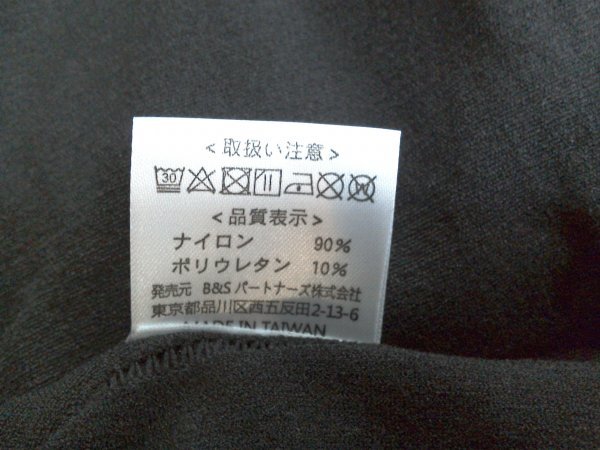 <取扱い注意>
30 W
<品質表示>
ナイロン 90%
ポリウレタン 10%
発売元 B&Sパートナーズ株式会社
東京都品川区西五反田2-13-6
MADE IN TAIWAN